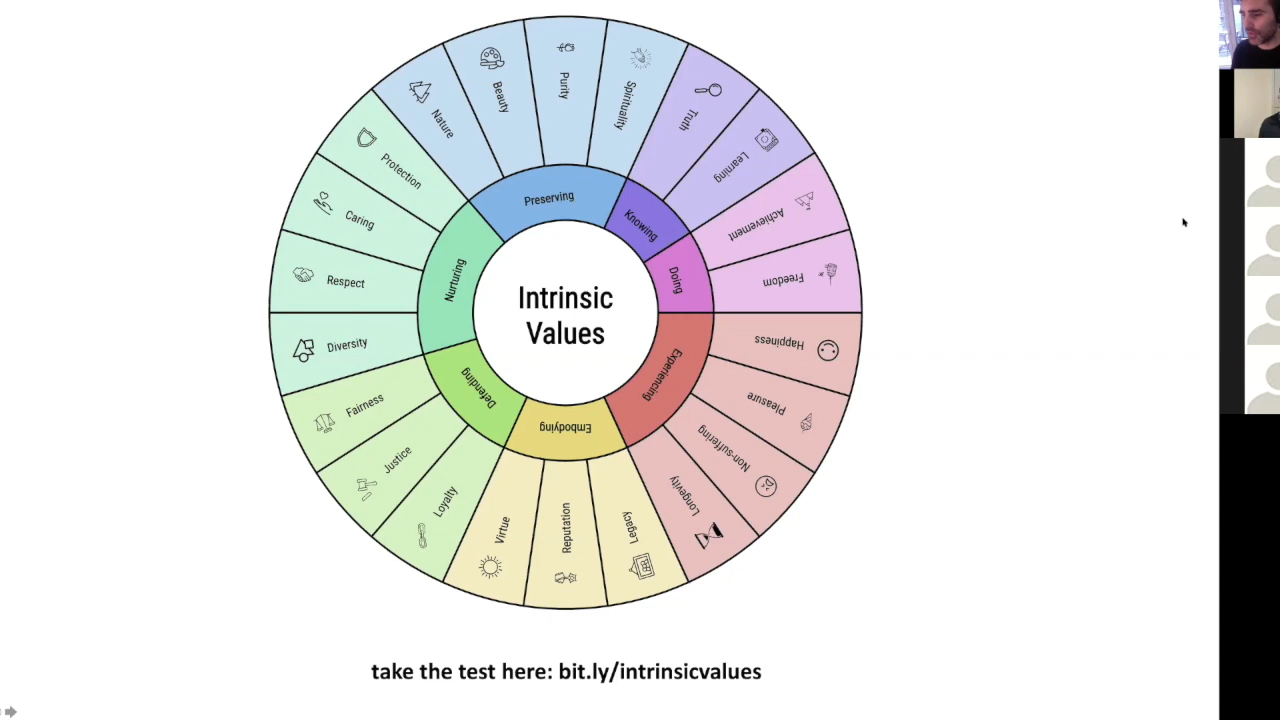 Intrinsic
Values
Preserving
Knowing
Doing
Experiencing
Embodying
Defending
Nurturing
Nature
Beauty
Purity
Spirituality
Truth
Learning
Achievement
Freedom
Happiness
Pleasure
Non-suffering
Longevity
Legacy
Reputation
Virtue
Loyalty
Justice
Fairness
Diversity
Respect
Caring
Protection
take the test here: bit.ly/intrinsicvalues